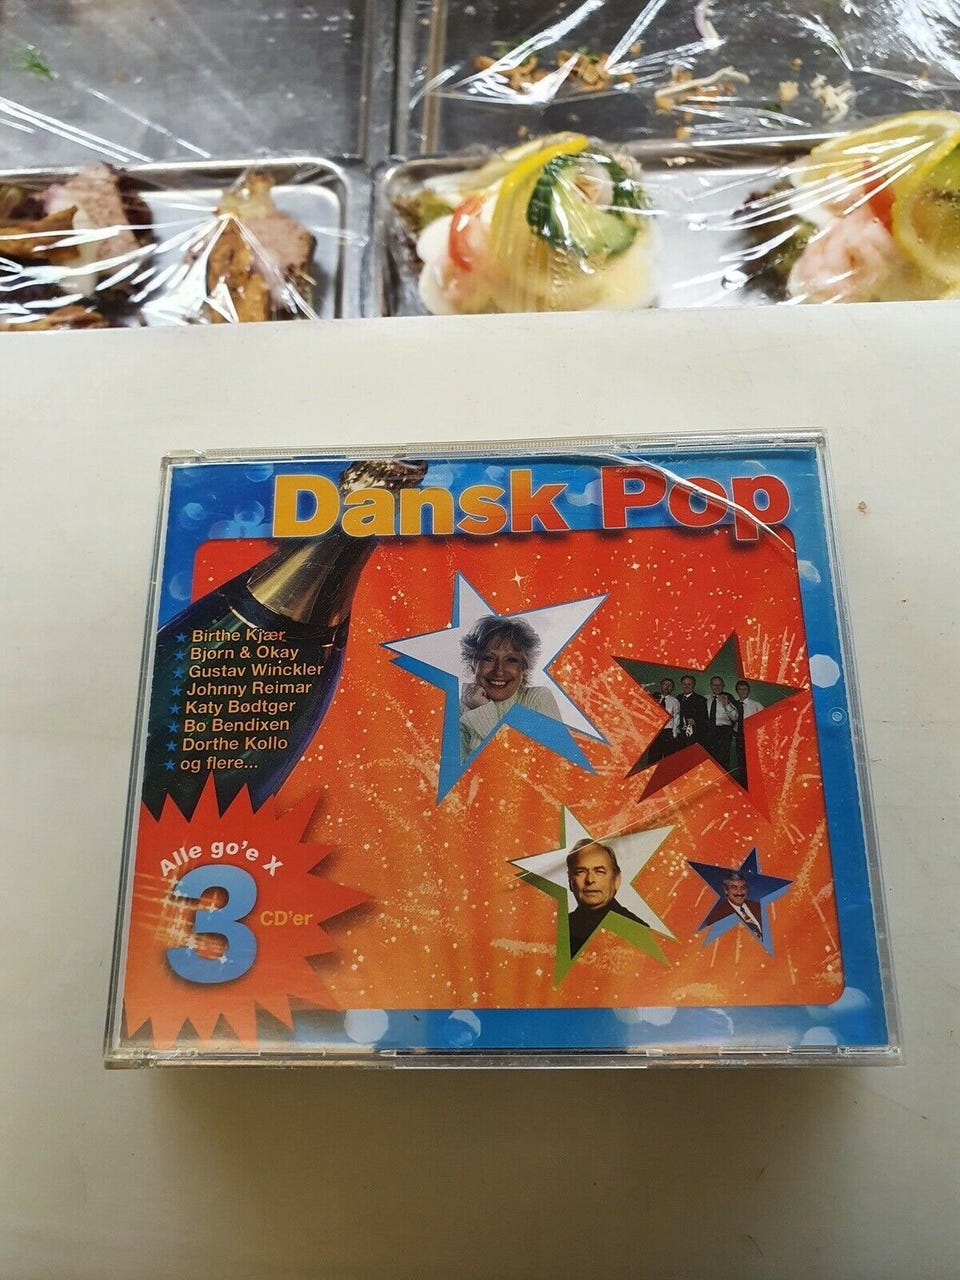 Dansk Pop
Birthe Kjær
Bjørn & Okay
Gustav Winckler
Johnny Reimar
Katy Bødtger
Bo Bendixen
Dorthe Kollo
og flere...
Alle go'e X
3
CD'er